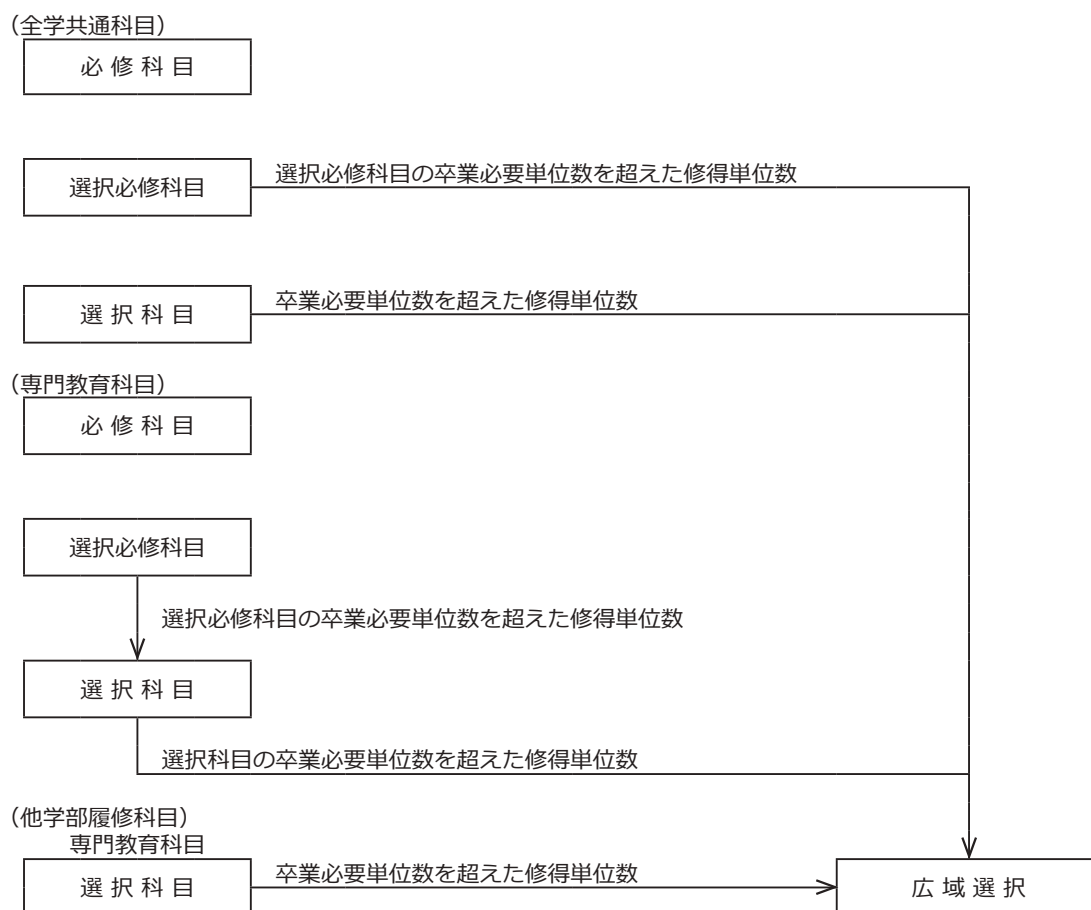 （全学共通科目）
必修科目
選択必修科目
選択必修科目の卒業必要単位数を超えた修得単位数
選択科目
卒業必要単位数を超えた修得単位数
（専門教育科目）
必修科目
選択必修科目
選択必修科目の卒業必要単位数を超えた修得単位数
選択科目
選択科目の卒業必要単位数を超えた修得単位数
（他学部履修科目）
専門教育科目
選択科目
卒業必要単位数を超えた修得単位数
広域選択